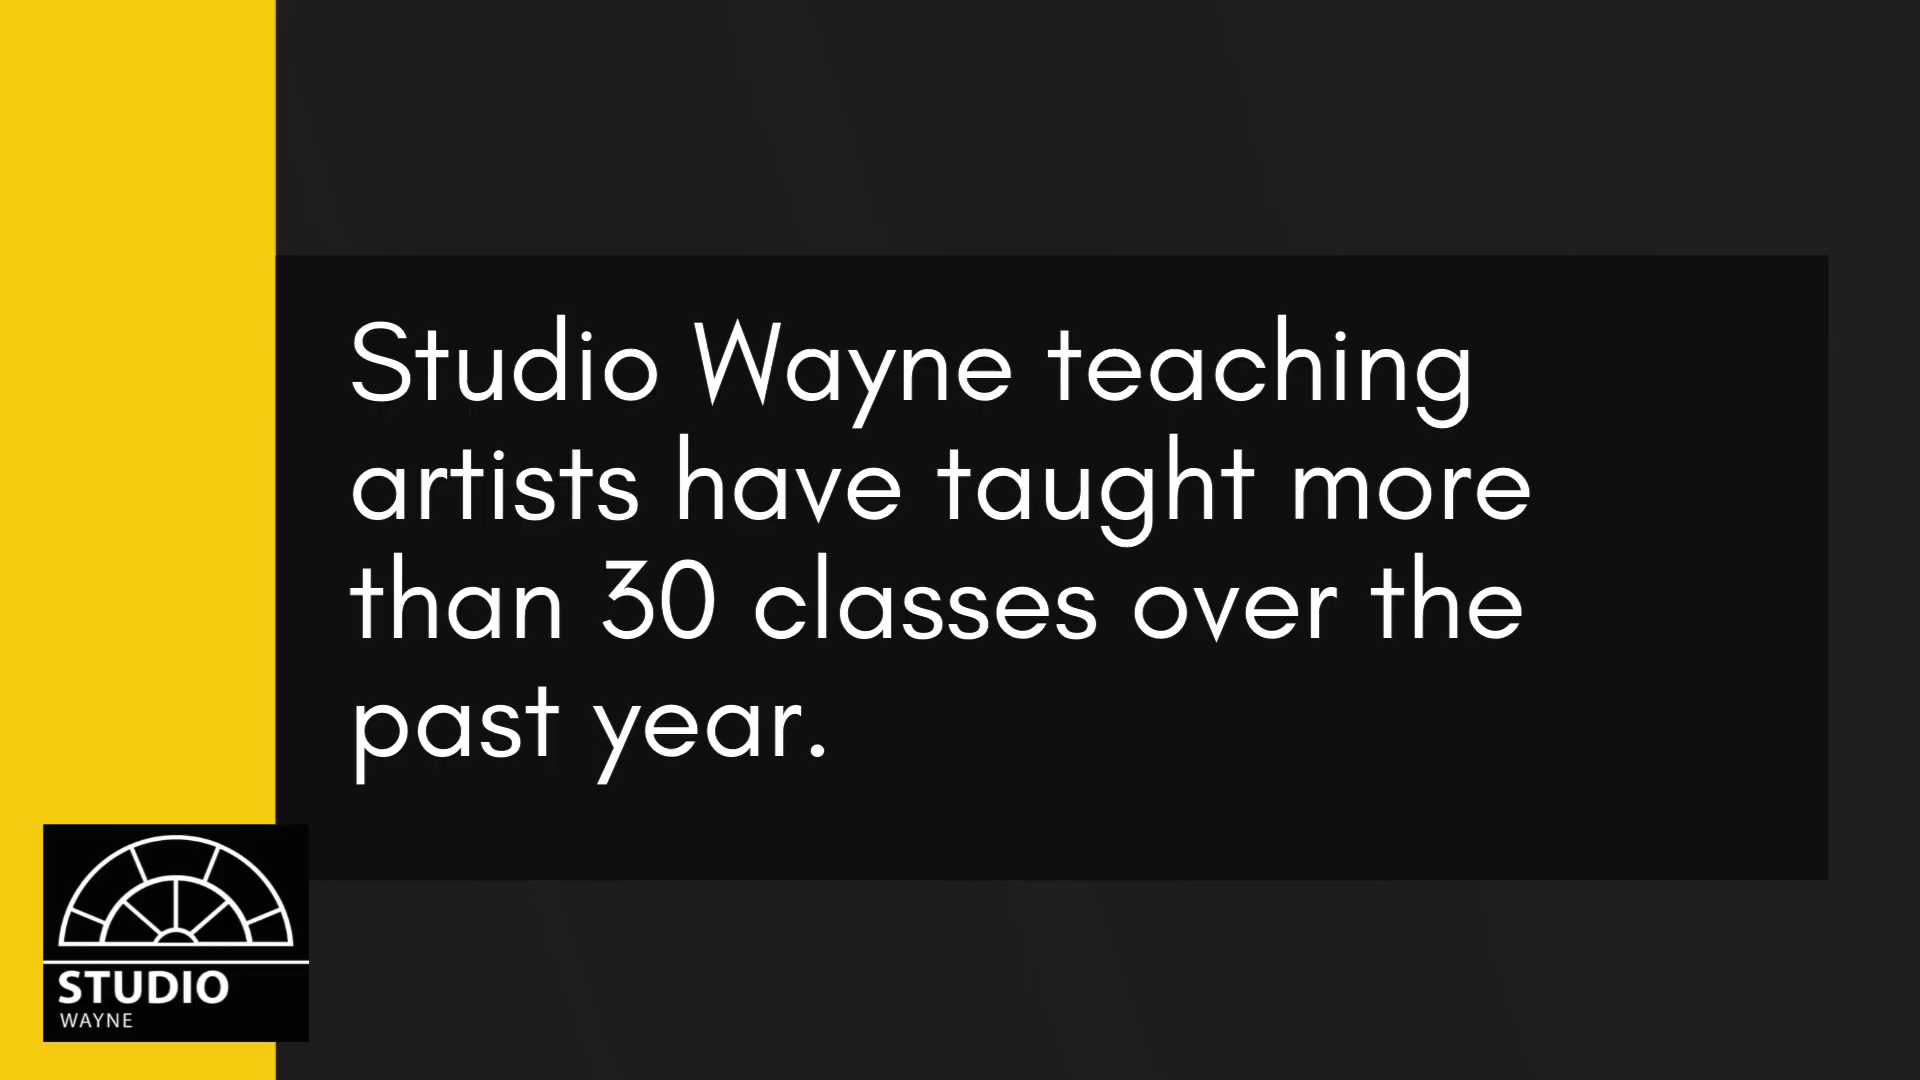 Studio Wayne teaching
artists have taught more
than 30 classes over the
past year.
STUDIO
WAYNE